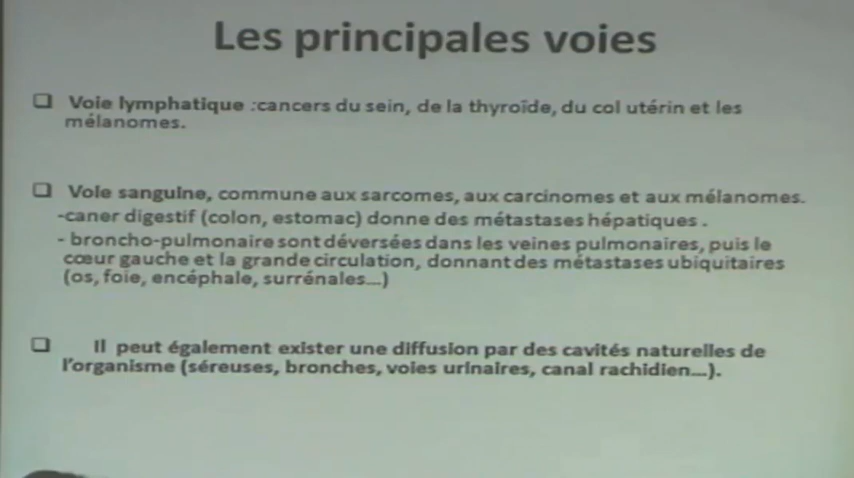 Les principales voies
❑ Voie lymphatique :cancers du sein, de la thyroïde, du col utérin et les
mélanomes.
❑ Voie sanguine, commune aux sarcomes, aux carcinomes et aux mélanomes.
-caner digestif (colon, estomac) donne des métastases hépatiques .
- broncho-pulmonaire sont déversées dans les veines pulmonaires, puis le
cœur gauche et la grande circulation, donnant des métastases ubiquitaires
(os, foie, encéphale, surrénales...)
❑ Il peut également exister une diffusion par des cavités naturelles de
l'organisme (séreuses, bronches, voies urinaires, canal rachidien...).